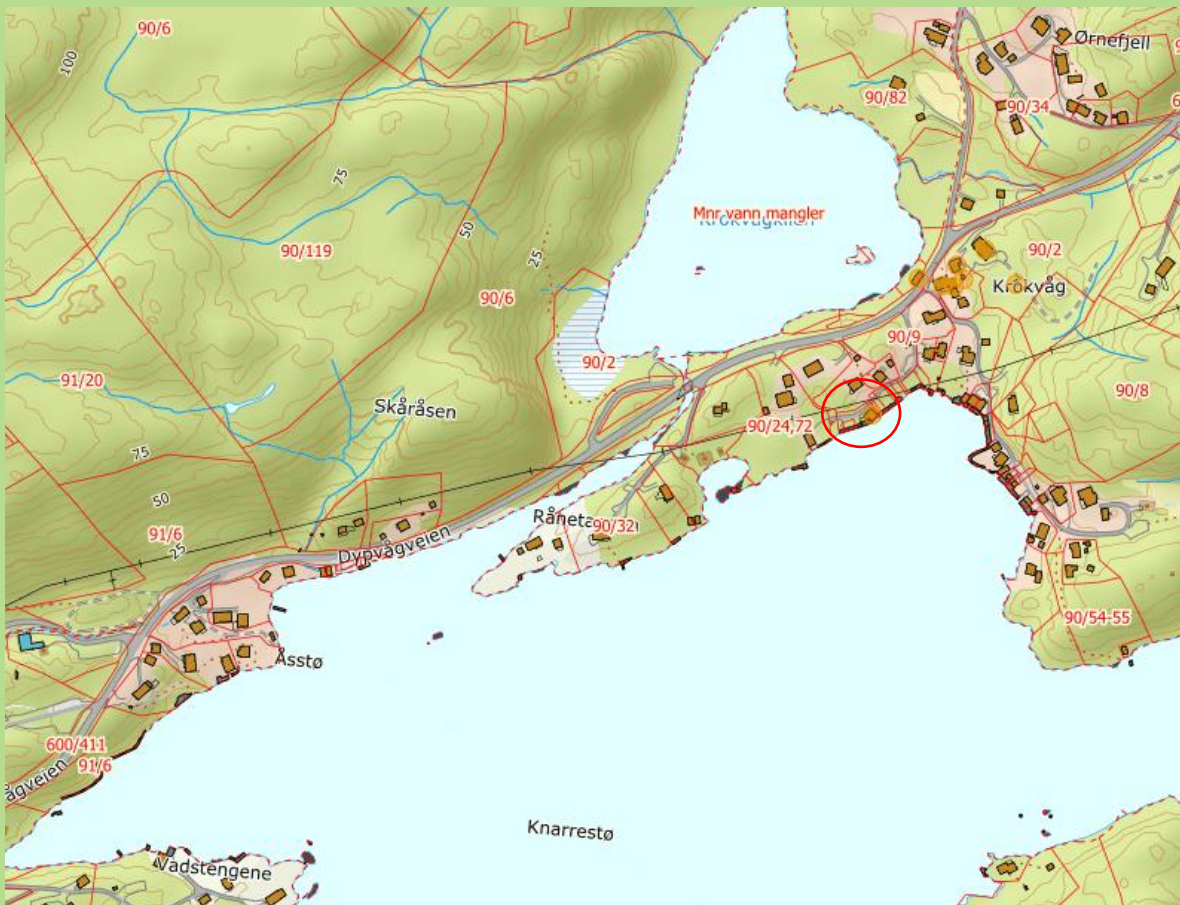 90/6
Ørnefjell
100
90/82
90/34
75
Mnr vann mangler
50
90/119
25
90/2
90/6
Krokvåg
90/9
90/2
91/20
90/8
Skåråsen
90/24,72
75
50
90/32
91/6
25
Dypvågveien
90/54-55
Åsstø
600/411
91/6
ågveien
Knarrestø
Vadstengene